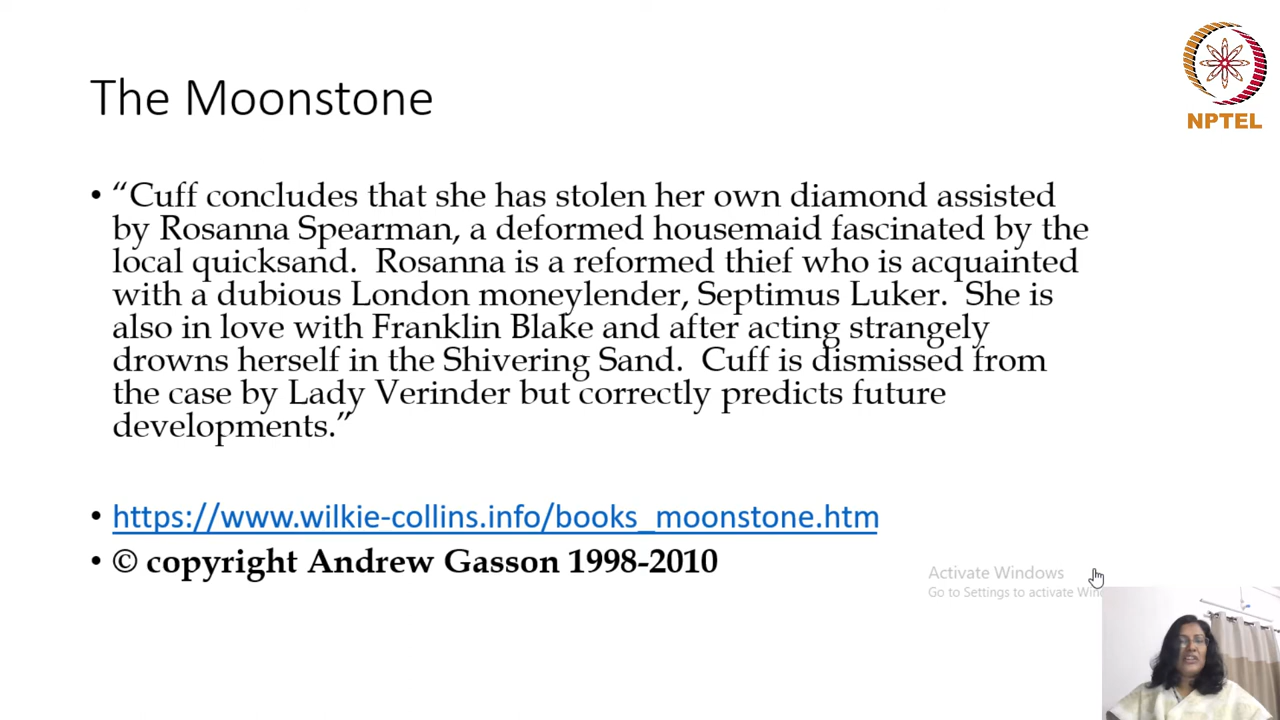 The Moonstone
NPTEL
• “Cuff concludes that she has stolen her own diamond assisted
by Rosanna Spearman, a deformed housemaid fascinated by the
local quicksand.  Rosanna is a reformed thief who is acquainted
with a dubious London moneylender, Septimus Luker.  She is
also in love with Franklin Blake and after acting strangely
drowns herself in the Shivering Sand.  Cuff is dismissed from
the case by Lady Verinder but correctly predicts future
developments.”
• https://www.wilkie-collins.info/books_moonstone.htm
• © copyright Andrew Gasson 1998-2010
Activate Windows
Go to Settings to activate